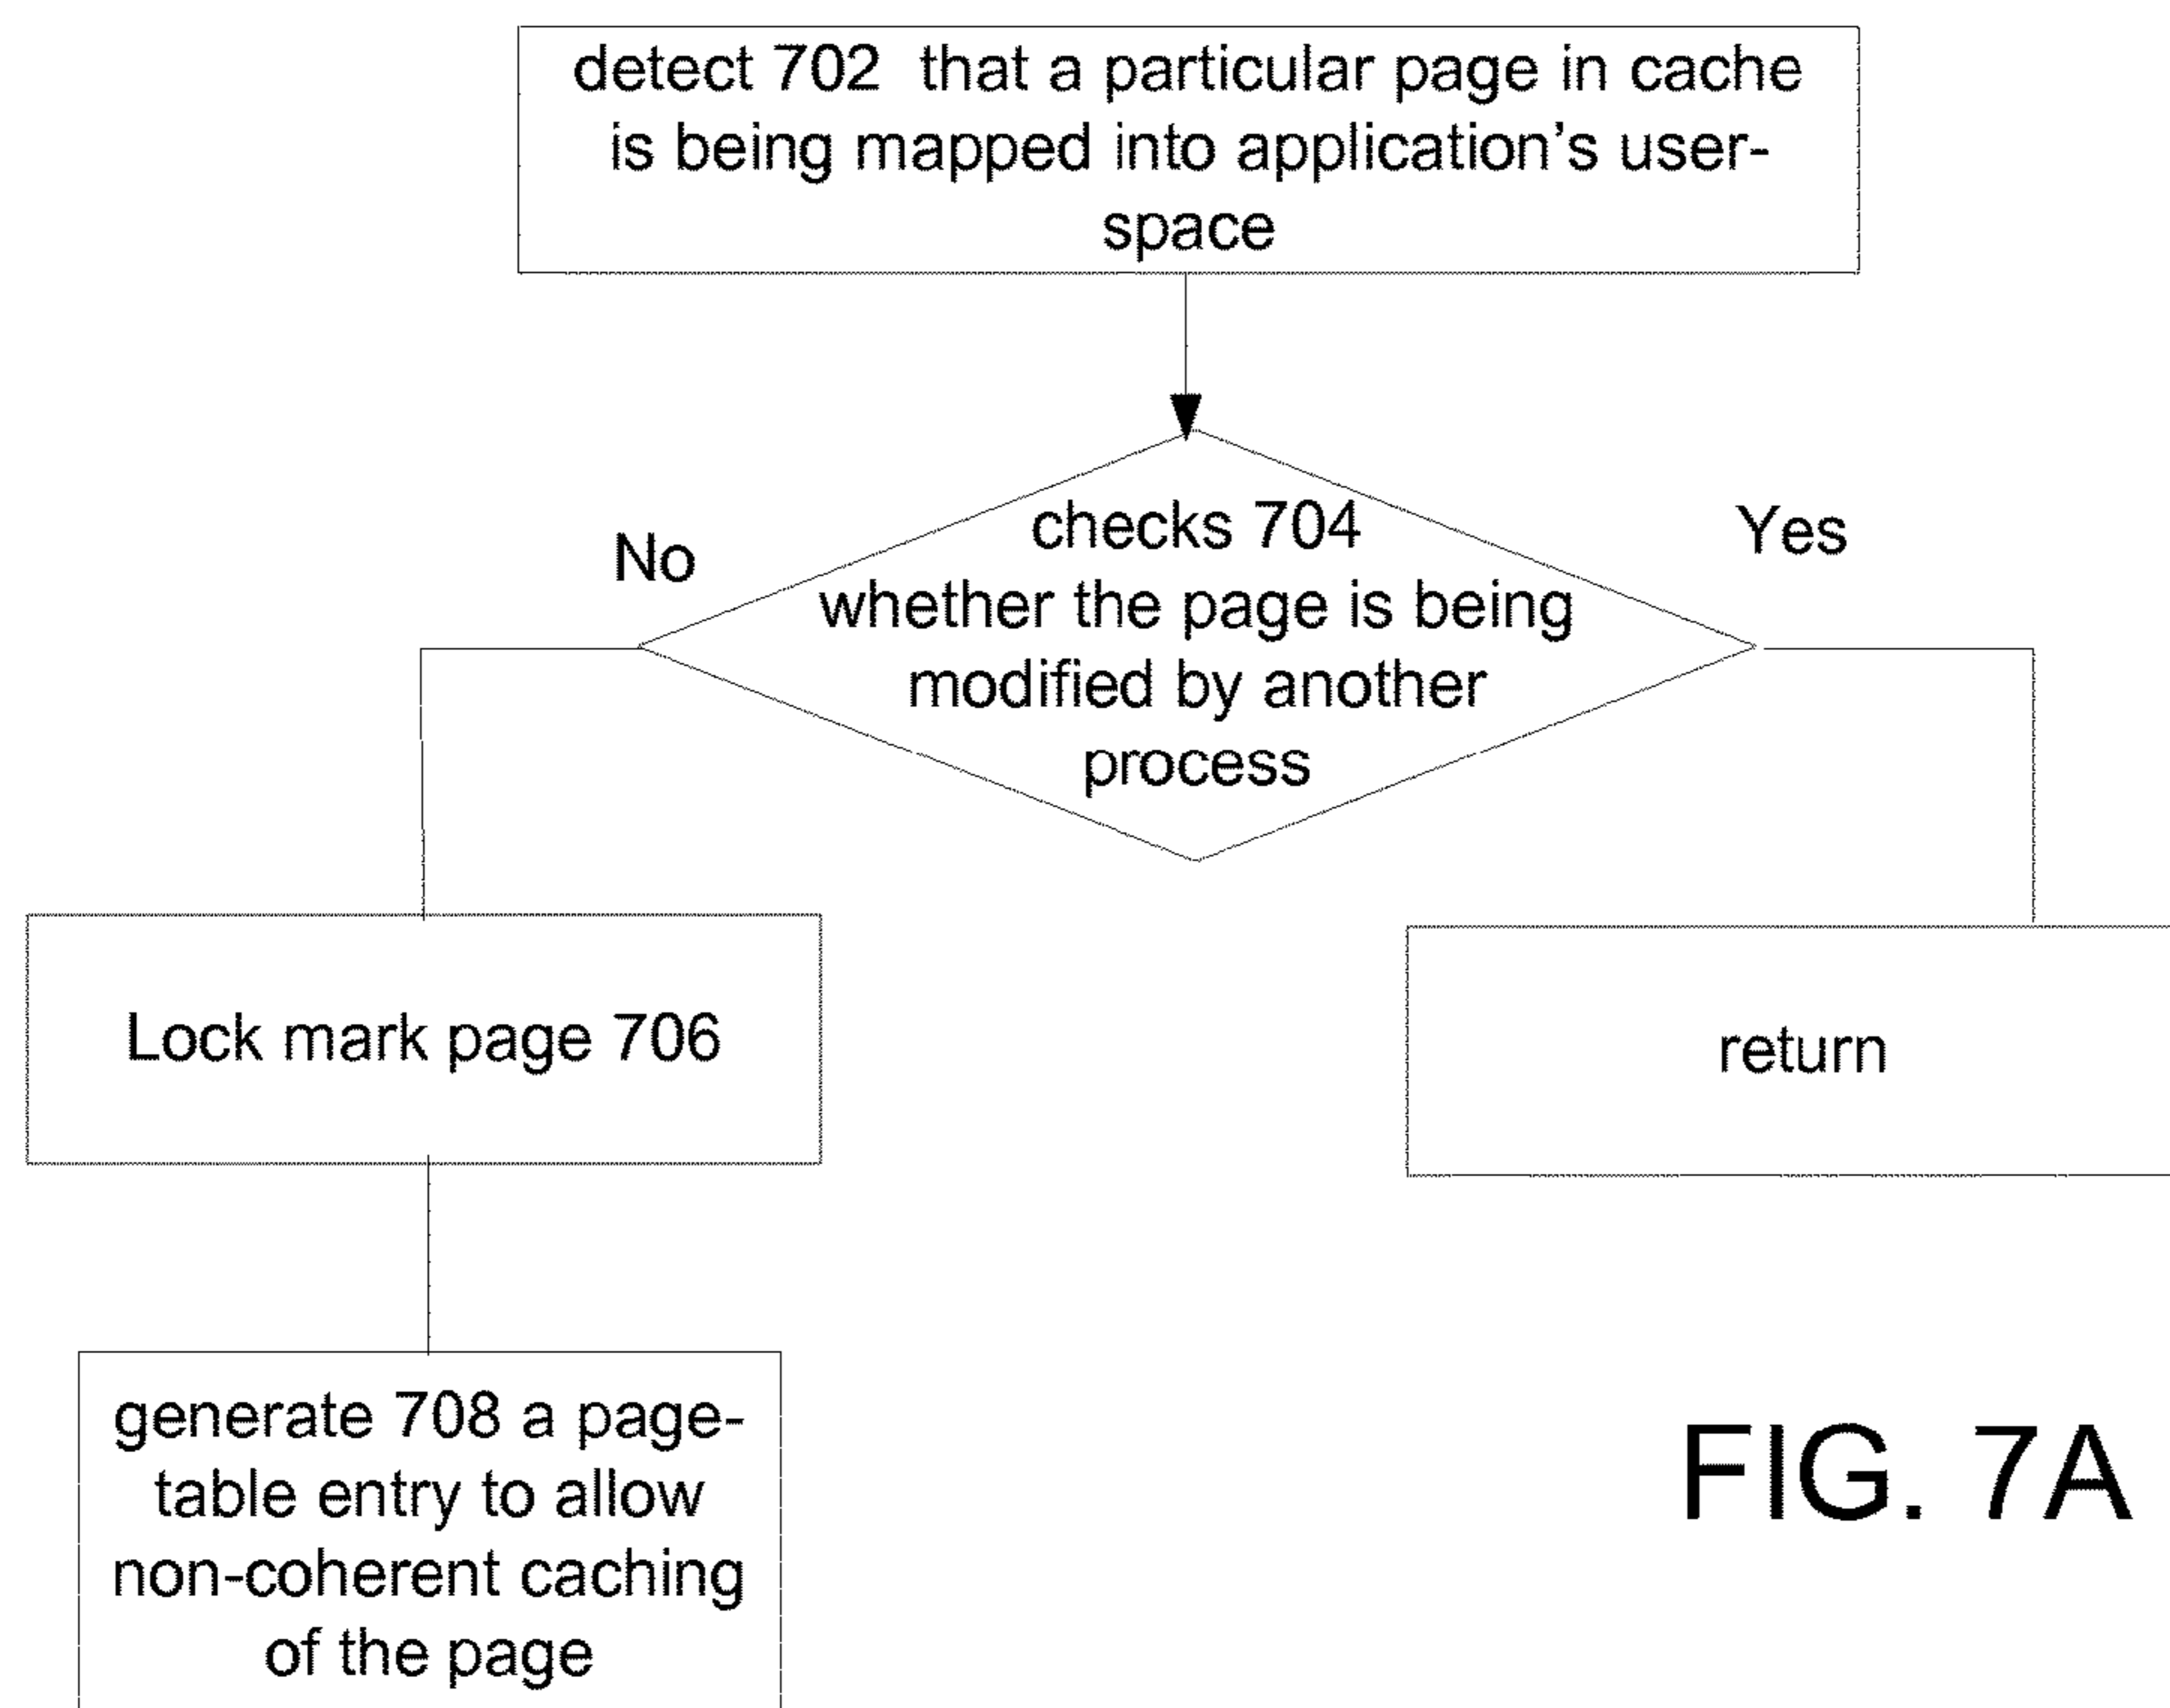 detect 702 that a particular page in cache
is being mapped into application's user-
space
No
checks 704
whether the page is being
modified by another
process
Yes
Lock mark page 706
return
generate 708 a page-
table entry to allow
non-coherent caching
of the page
FIG. 7A